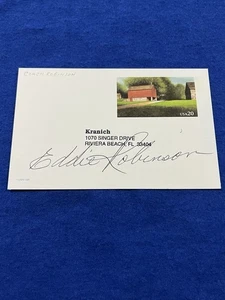 USA20
Kranich
1070 SINGER DRIVE
RIVIERA BEACH, FL 33404
Eddie Robinson